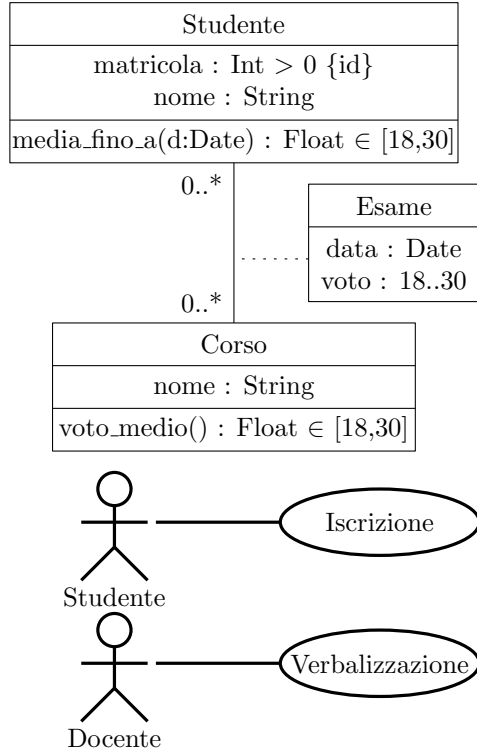 Studente
matricola : Int > 0 {id}
nome : String
media_fino_a(d:Date) : Float ∈ [18,30]
0..*
Esame
data : Date
voto : 18..30
0..*
Corso
nome : String
voto_medio() : Float ∈ [18,30]
Iscrizione
Studente
Verbalizzazione
Docente